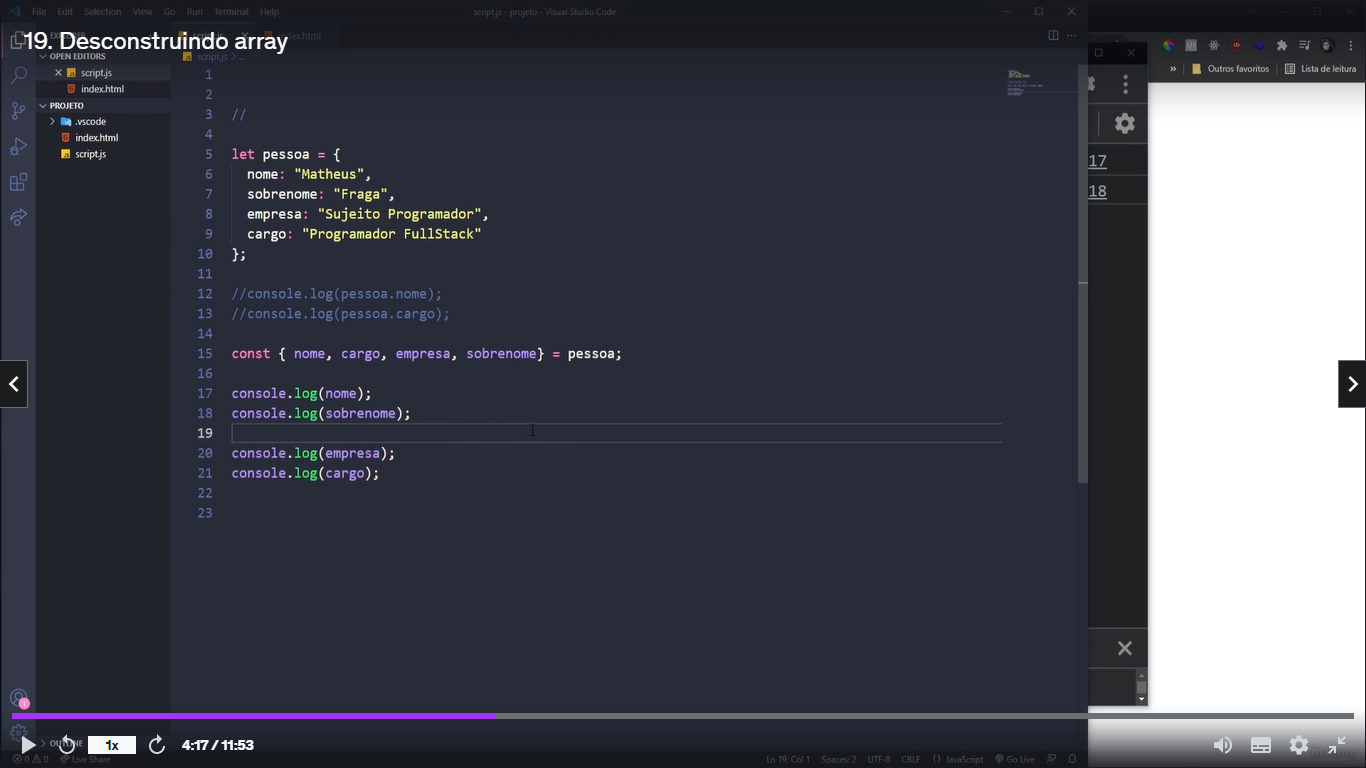 File Edit Selection View Go Run Terminal Help
script.js - projeto - Visual Studio Code
19. Desconstruindo array
OPEN EDITORS
script.js
index.html
PROJETO
.vscode
index.html
script.js
script.js > ...
Outros favoritos
Lista de leitura
17
18
1
2
3 //
4
5 let pessoa = {
6 nome: "Matheus",
7 sobrenome: "Fraga",
8 empresa: "Sujeito Programador",
9 cargo: "Programador FullStack"
10 };
11
12 //console.log(pessoa.nome);
13 //console.log(pessoa.cargo);
14
15 const { nome, cargo, empresa, sobrenome} = pessoa;
16
17 console.log(nome);
18 console.log(sobrenome);
19
20 console.log(empresa);
21 console.log(cargo);
22
23
OUTLINE
1x
4:17 / 11:53
0 0 Live Share
Ln 19, Col 1 Spaces: 2 UTF-8 CRLF {} JavaScript Go Live